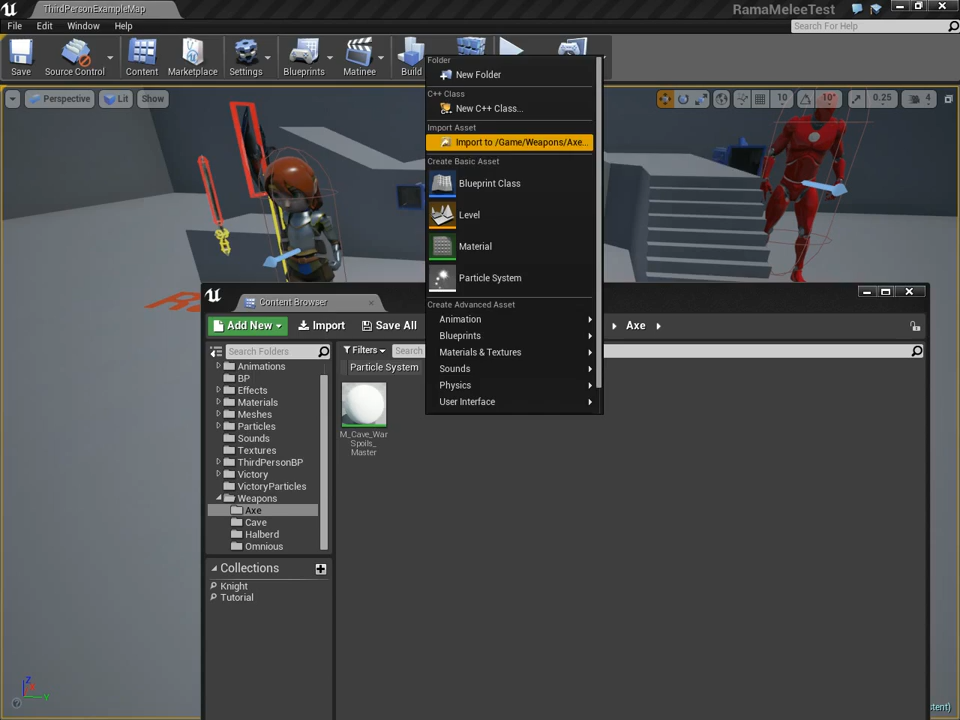 ThirdPersonExampleMap
RamaMeleeTest
File Edit Window Help
Search For Help
Save Source Control Content Marketplace Settings Blueprints Matinee Build
Perspective Lit Show
10 10° 0.25 4
Folder
New Folder
C++ Class
New C++ Class...
Import Asset
Import to /Game/Weapons/Axe...
Create Basic Asset
Blueprint Class
Level
Material
Particle System
Create Advanced Asset
Animation
Blueprints
Materials & Textures
Sounds
Physics
User Interface
Content Browser
Add New Import Save All
Axe
Search Folders
Filters
Search
Particle System
Animations
BP
Effects
Materials
Meshes
Particles
Sounds
Textures
ThirdPersonBP
Victory
VictoryParticles
Weapons
Axe
Cave
Halberd
Omnious
M_Cave_War
Spoils_
Master
Collections
Knight
Tutorial
Z
Y
stent)